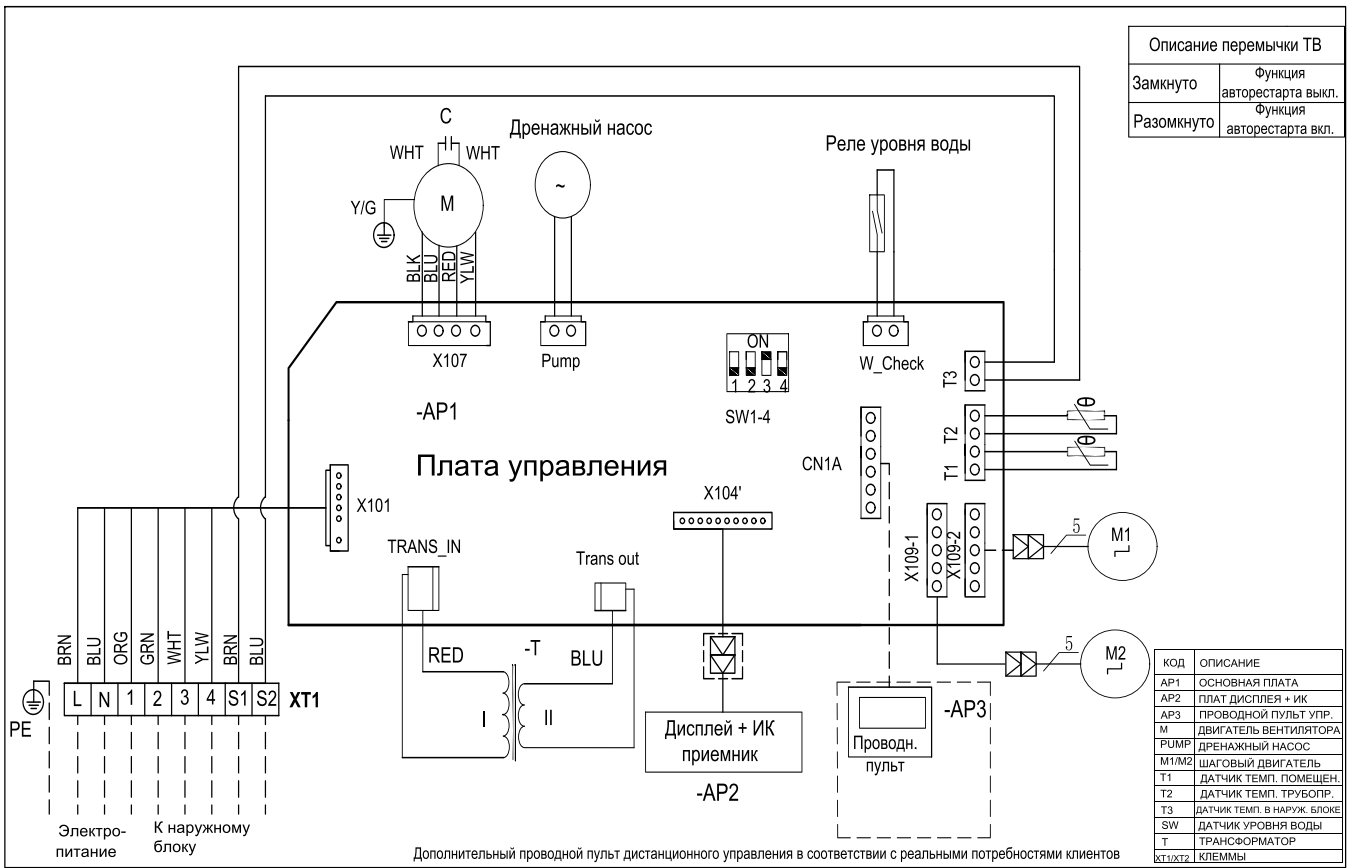 Описание перемычки ТВ
Замкнуто
Функция
авторестарта выкл.
Разомкнуто
Функция
авторестарта вкл.
C
WHT
WHT
Y/G
M
BLK
BLU
RED
YLW
X107
Дренажный насос
~
Pump
Реле уровня воды
W_Check
ON
1 2 3 4
SW1-4
T3
T2
T1
θ
θ
-AP1
Плата управления
CN1A
X101
X104'
TRANS_IN
Trans out
X109-1
X109-2
5
M1
5
M2
RED
-T
BLU
I
II
BRN
BLU
ORG
GRN
WHT
YLW
BRN
BLU
PE
L N 1 2 3 4 S1 S2
XT1
Электро-
питание
К наружному
блоку
Дисплей + ИК
приемник
-AP2
-AP3
Проводн.
пульт
КОД ОПИСАНИЕ
AP1 ОСНОВНАЯ ПЛАТА
AP2 ПЛАТ ДИСПЛЕЯ + ИК
AP3 ПРОВОДНОЙ ПУЛЬТ УПР.
M ДВИГАТЕЛЬ ВЕНТИЛЯТОРА
PUMP ДРЕНАЖНЫЙ НАСОС
M1/M2 ШАГОВЫЙ ДВИГАТЕЛЬ
T1 ДАТЧИК ТЕМП. ПОМЕЩЕН.
T2 ДАТЧИК ТЕМП. ТРУБОПР.
T3 ДАТЧИК ТЕМП. В НАРУЖ. БЛОКЕ
SW ДАТЧИК УРОВНЯ ВОДЫ
T ТРАНСФОРМАТОР
XT1/XT2 КЛЕММЫ
Дополнительный проводной пульт дистанционного управления в соответствии с реальными потребностями клиентов